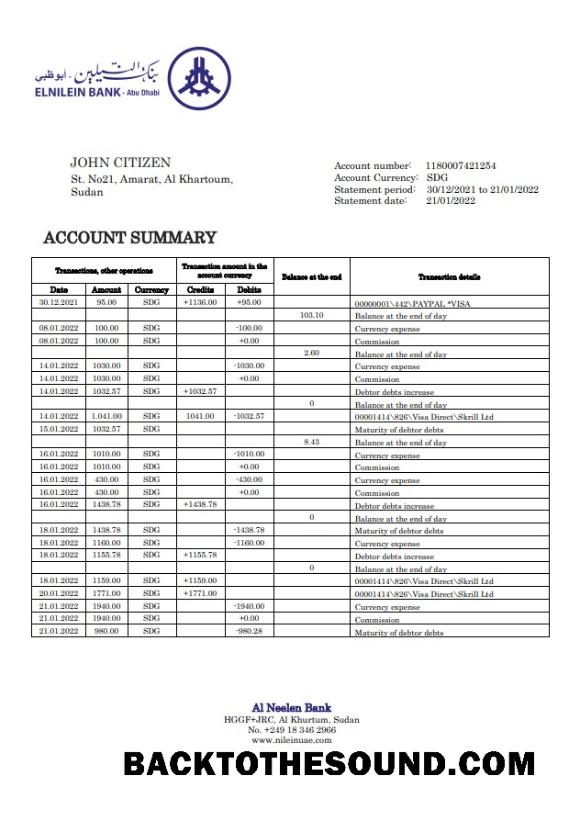 بنك النيلين - أبوظبي
ELNILEIN BANK - Abu Dhabi
JOHN CITIZEN
St. No21, Amarat, Al Khartoum,
Sudan
Account number: 1180007421254
Account Currency: SDG
Statement period: 30/12/2021 to 21/01/2022
Statement date: 21/01/2022
ACCOUNT SUMMARY
Transactions, other operations Transaction amount in the account currency Balance at the end Transaction details
Date Amount Currency Credits Debits
30.12.2021 95.00 SDG +1136.00 +95.00 00000001\442\PAYPAL *VISA
103.10 Balance at the end of day
08.01.2022 100.00 SDG -100.00 Currency expense
08.01.2022 100.00 SDG +0.00 Commission
2.60 Balance at the end of day
14.01.2022 1030.00 SDG -1030.00 Currency expense
14.01.2022 1030.00 SDG +0.00 Commission
14.01.2022 1032.57 SDG +1032.57 Debtor debts increase
0 Balance at the end of day
14.01.2022 1.041.00 SDG 1041.00 -1032.57 00001414\826\Visa Direct\Skrill Ltd
15.01.2022 1032.57 SDG Maturity of debtor debts
8.43 Balance at the end of day
16.01.2022 1010.00 SDG -1010.00 Currency expense
16.01.2022 1010.00 SDG +0.00 Commission
16.01.2022 430.00 SDG -430.00 Currency expense
16.01.2022 430.00 SDG +0.00 Commission
16.01.2022 1438.78 SDG +1438.78 Debtor debts increase
0 Balance at the end of day
18.01.2022 1438.78 SDG -1438.78 Maturity of debtor debts
18.01.2022 1160.00 SDG -1160.00 Currency expense
18.01.2022 1155.78 SDG +1155.78 Debtor debts increase
0 Balance at the end of day
18.01.2022 1159.00 SDG +1159.00 00001414\826\Visa Direct\Skrill Ltd
20.01.2022 1771.00 SDG +1771.00 00001414\826\Visa Direct\Skrill Ltd
21.01.2022 1940.00 SDG -1940.00 Currency expense
21.01.2022 1940.00 SDG +0.00 Commission
21.01.2022 980.00 SDG -980.28 Maturity of debtor debts
Al Neelen Bank
HGGF+JRC, Al Khurtum, Sudan
No. +249 18 346 2966
www.nileinuae.com
BACKTOTHESOUND.COM